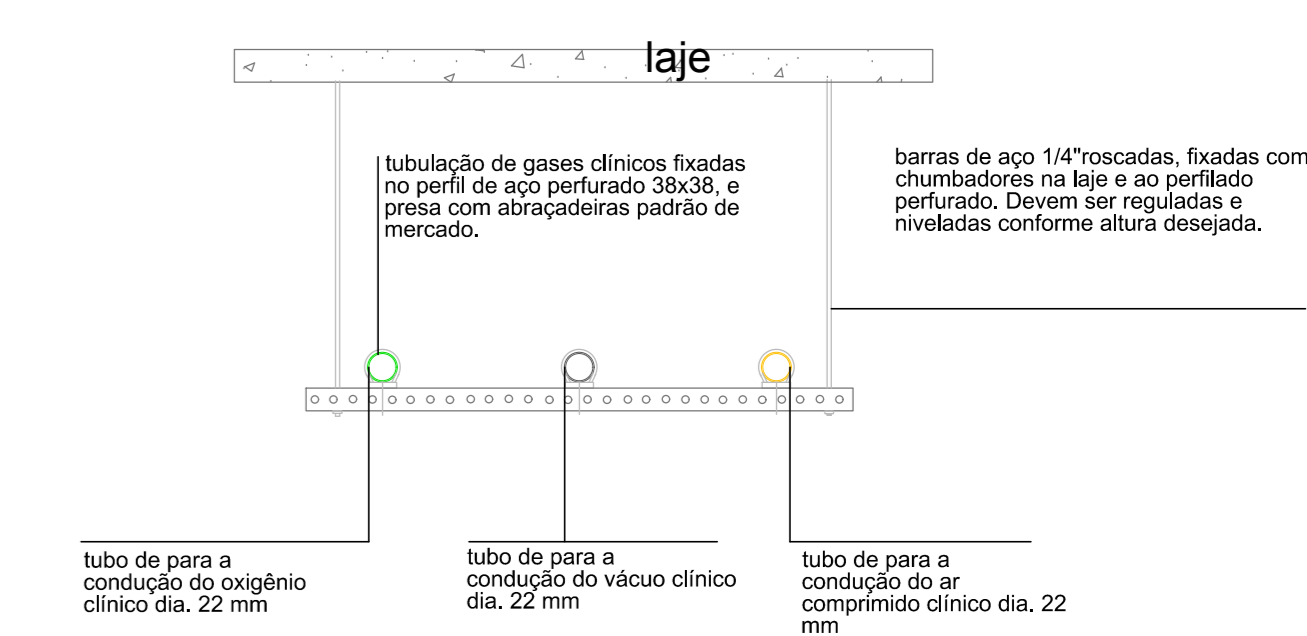 laje
tubulação de gases clínicos fixadas
no perfil de aço perfurado 38x38, e
presa com abraçadeiras padrão de
mercado.
barras de aço 1/4"roscadas, fixadas com
chumbadores na laje e ao perfilado
perfurado. Devem ser reguladas e
niveladas conforme altura desejada.
tubo de para a
condução do oxigênio
clínico dia. 22 mm
tubo de para a
condução do vácuo clínico
dia. 22 mm
tubo de para a
condução do ar
comprimido clínico dia. 22
mm